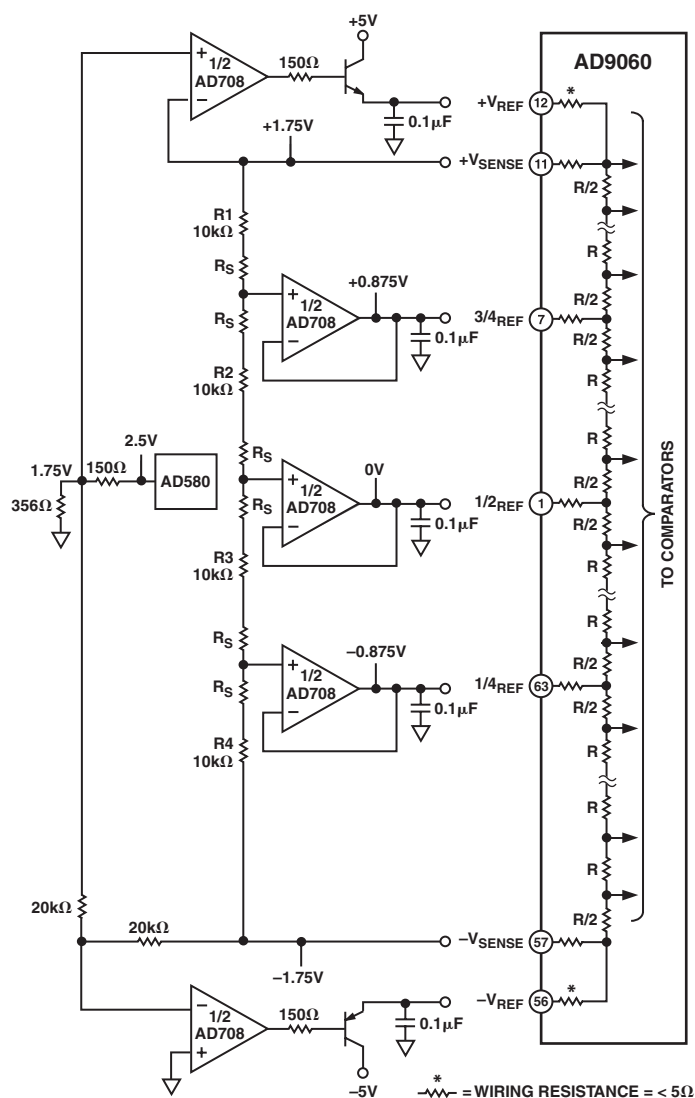 +5V
+
1/2
AD708
–
150Ω
0.1μF
+1.75V
R1
10kΩ
RS
+
1/2
AD708
–
+0.875V
0.1μF
RS
R2
10kΩ
2.5V
1.75V
150Ω
AD580
356Ω
RS
+
1/2
AD708
–
0V
0.1μF
RS
R3
10kΩ
RS
+
1/2
AD708
–
–0.875V
0.1μF
RS
R4
10kΩ
20kΩ
20kΩ
–1.75V
–
1/2
AD708
+
150Ω
0.1μF
–5V
AD9060
+VREF
12
*
+VSENSE
11
R/2
R
R/2
3/4REF
7
R/2
R
R
R/2
1/2REF
1
R/2
R
R
R/2
1/4REF
63
R/2
R
R
R
R/2
–VSENSE
57
–VREF
56
*
TO COMPARATORS
* = WIRING RESISTANCE = < 5Ω